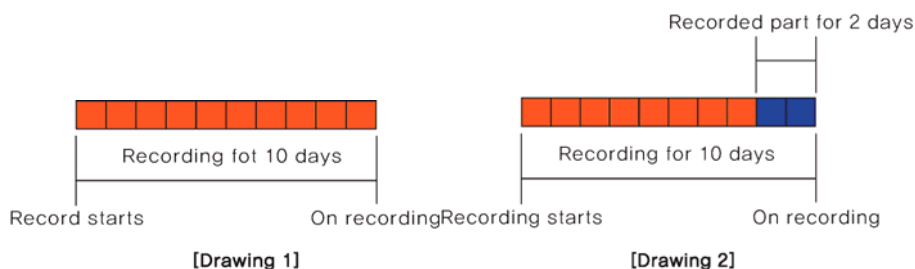 Recorded part for 2 days
Recording fot 10 days
Recording for 10 days
Record starts
On recording
Recording starts
On recording
[Drawing 1]
[Drawing 2]